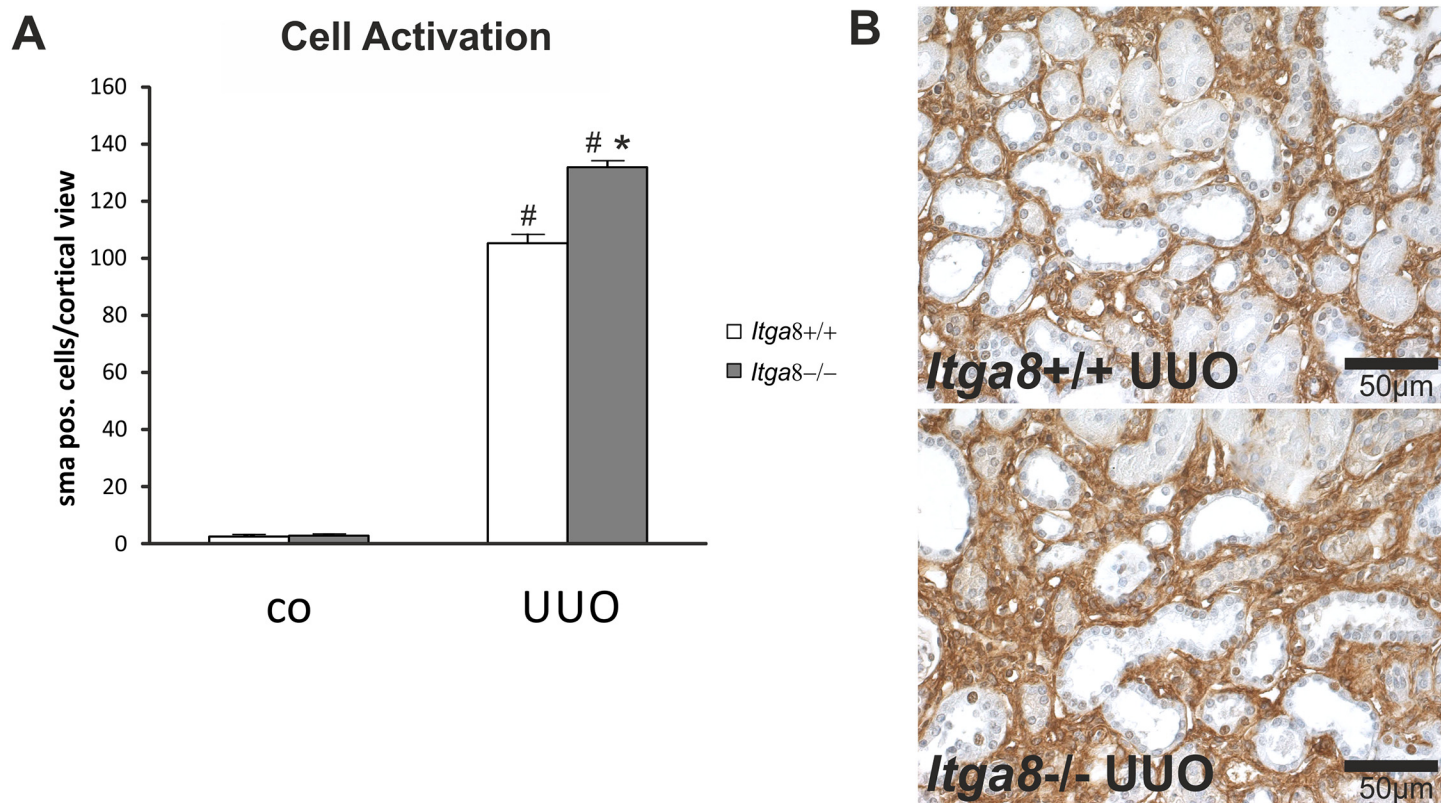 A
Cell Activation
sma pos. cells/cortical view
160
140
120
100
80
60
40
20
0
#
# *
co
UUO
Itga8+/+
Itga8−/−
B
Itga8+/+ UUO
50µm
Itga8-/- UUO
50µm